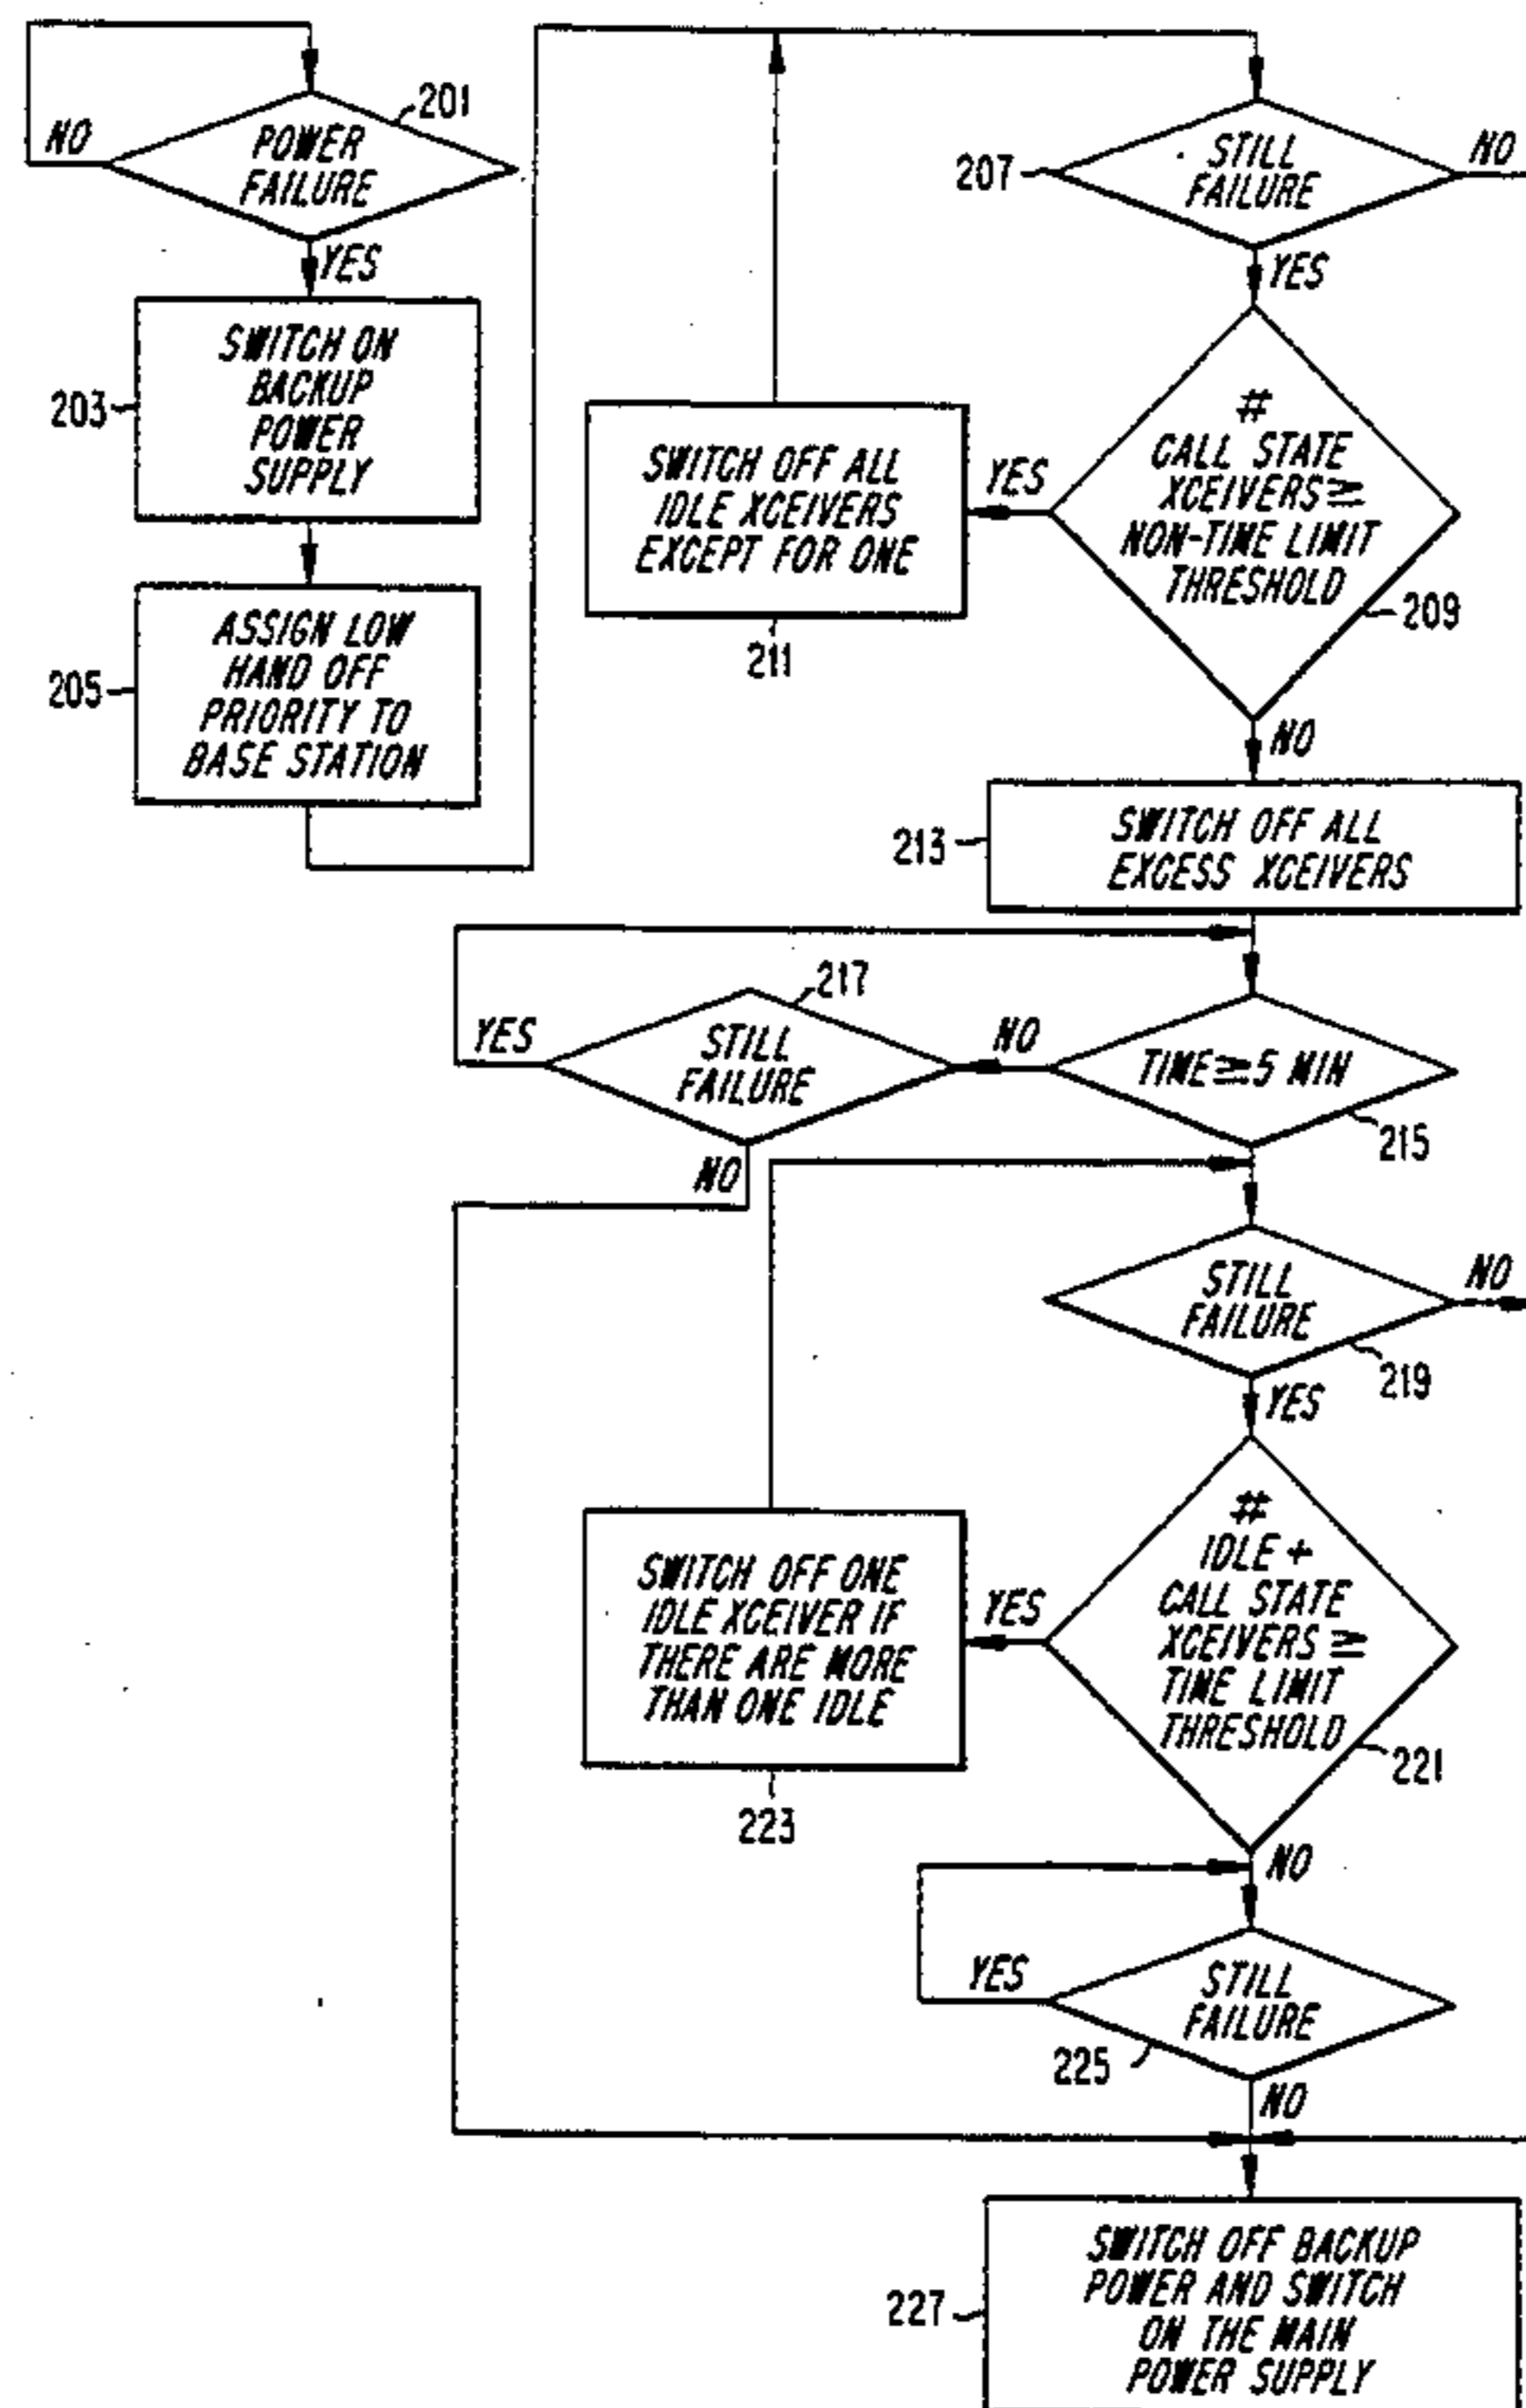 NO
POWER
FAILURE
201
YES
SWITCH ON
BACKUP
POWER
SUPPLY
203
ASSIGN LOW
HAND OFF
PRIORITY TO
BASE STATION
205
STILL
FAILURE
207
NO
YES
#
CALL STATE
XCEIVERS ≥
NON-TIME LIMIT
THRESHOLD
209
YES
SWITCH OFF ALL
IDLE XCEIVERS
EXCEPT FOR ONE
211
NO
SWITCH OFF ALL
EXCESS XCEIVERS
213
TIME ≥ 5 MIN
215
NO
STILL
FAILURE
217
YES
NO
STILL
FAILURE
219
NO
YES
#
IDLE +
CALL STATE
XCEIVERS ≥
TIME LIMIT
THRESHOLD
221
YES
SWITCH OFF ONE
IDLE XCEIVER IF
THERE ARE MORE
THAN ONE IDLE
223
NO
STILL
FAILURE
225
YES
NO
SWITCH OFF BACKUP
POWER AND SWITCH
ON THE MAIN
POWER SUPPLY
227